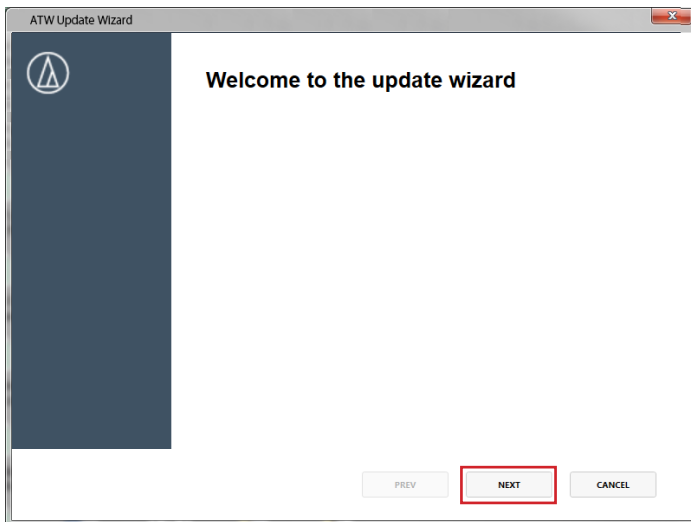 ATW Update Wizard
Welcome to the update wizard
PREV NEXT CANCEL